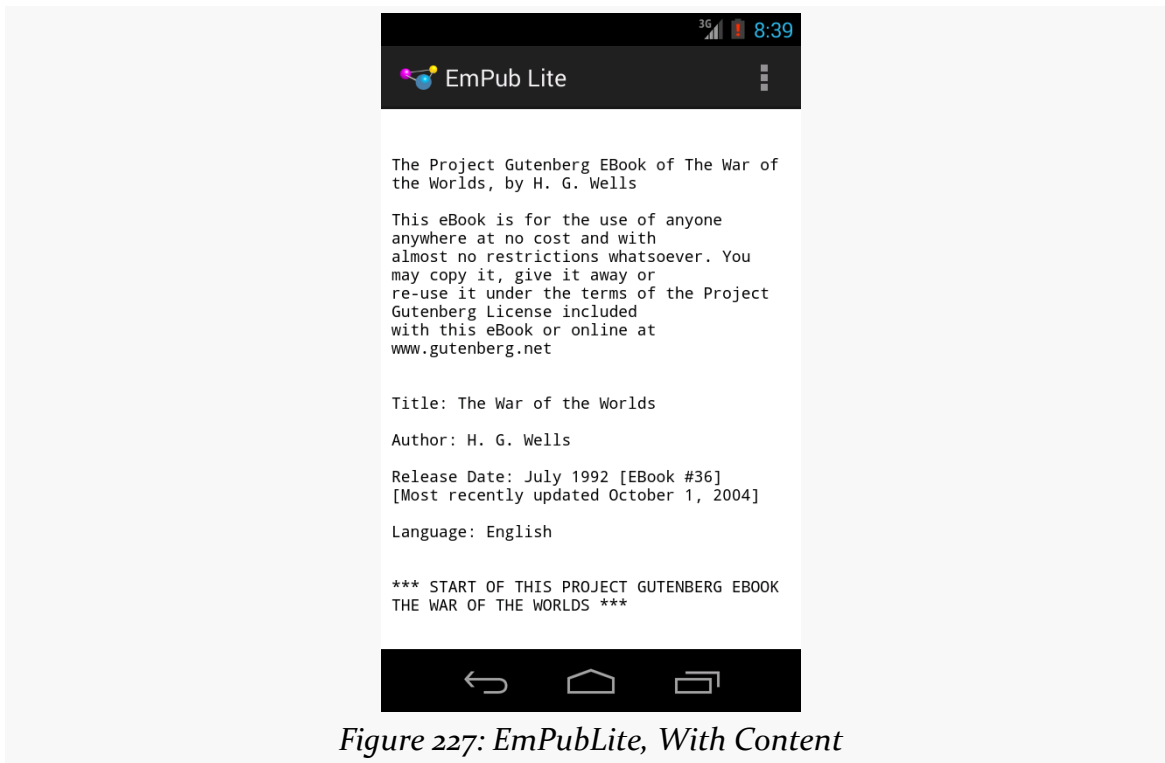 3G
8:39
EmPub Lite
The Project Gutenberg EBook of The War of
the Worlds, by H. G. Wells
This eBook is for the use of anyone
anywhere at no cost and with
almost no restrictions whatsoever. You
may copy it, give it away or
re-use it under the terms of the Project
Gutenberg License included
with this eBook or online at
www.gutenberg.net
Title: The War of the Worlds
Author: H. G. Wells
Release Date: July 1992 [EBook #36]
[Most recently updated October 1, 2004]
Language: English
*** START OF THIS PROJECT GUTENBERG EBOOK
THE WAR OF THE WORLDS ***
Figure 227: EmPubLite, With Content